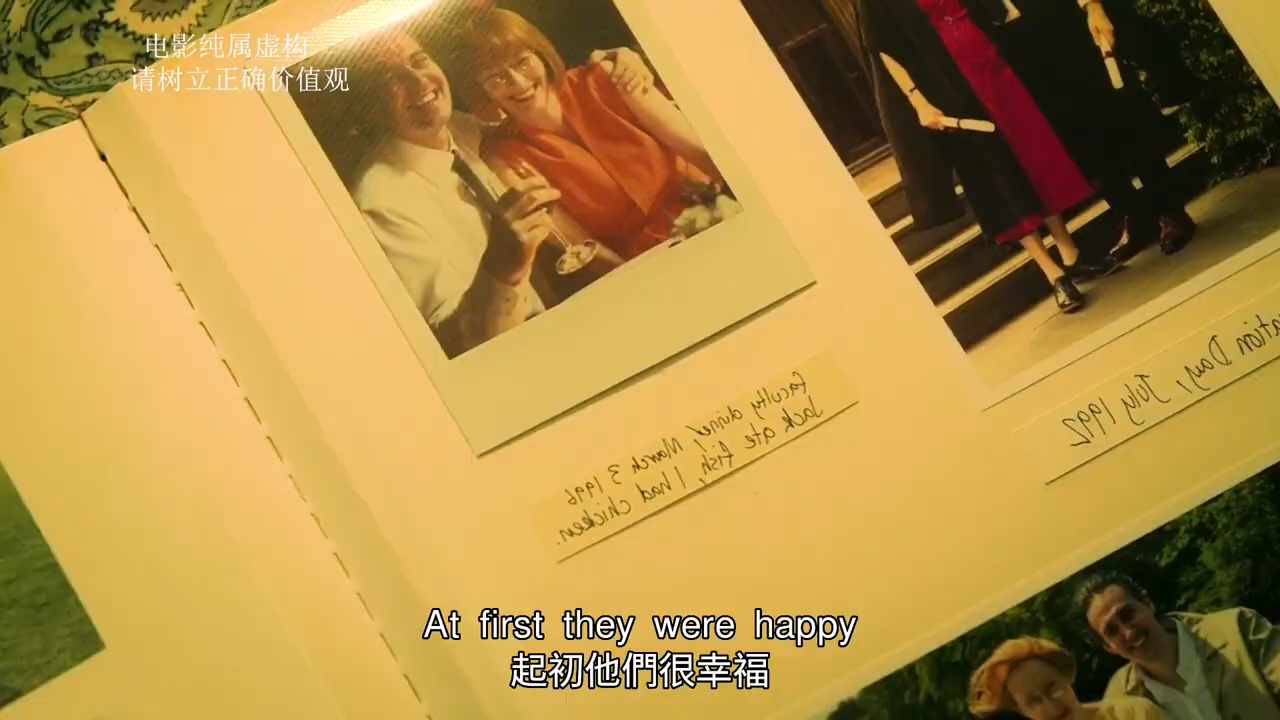 电影纯属虚构
请树立正确价值观
Faculty dinner, March 3 1996
Jack ate fish, I had chicken.
ation Day, July 1992
At first they were happy
起初他們很幸福